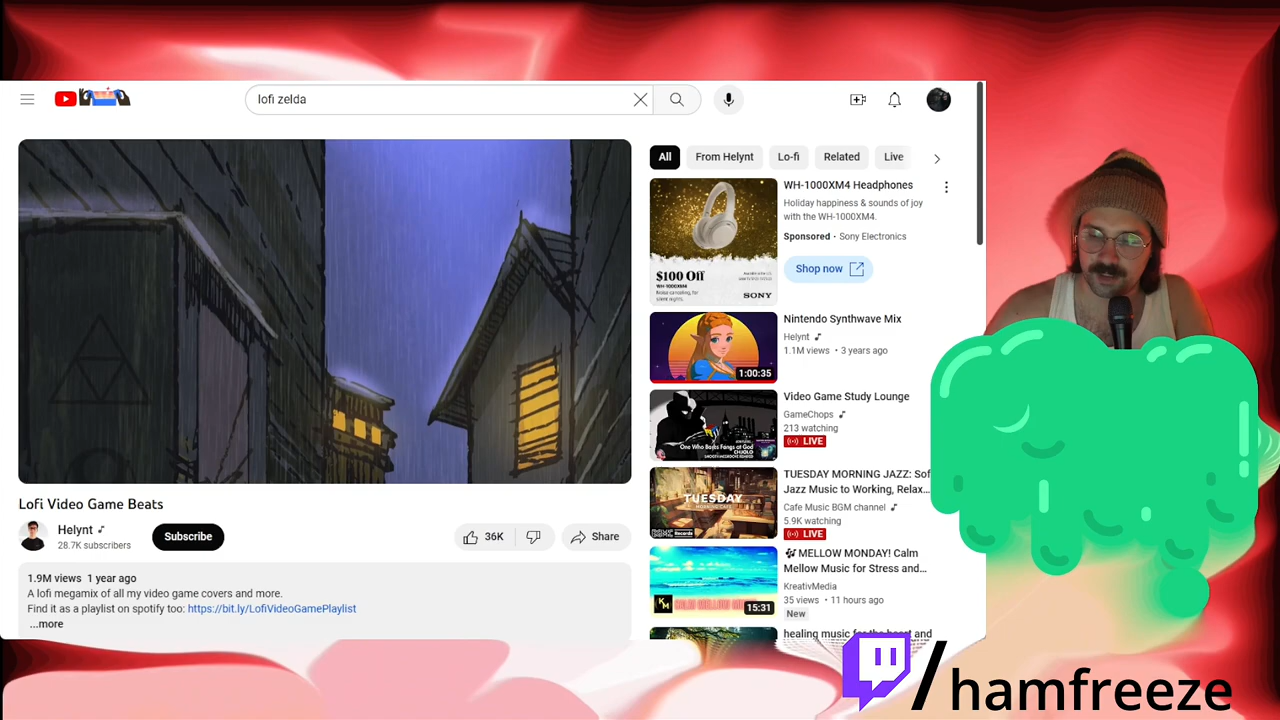 lofi zelda
All
From Helynt
Lo-fi
Related
Live
WH-1000XM4 Headphones
Holiday happiness & sounds of joy
with the WH-1000XM4.
Sponsored · Sony Electronics
Shop now
$100 Off
WH-1000XM4
SONY
Nintendo Synthwave Mix
Helynt
1.1M views · 3 years ago
1:00:35
Video Game Study Lounge
GameChops
213 watching
LIVE
TUESDAY MORNING JAZZ: Sof
Jazz Music to Working, Relax...
Cafe Music BGM channel
5.9K watching
LIVE
TUESDAY
MELLOW MONDAY! Calm
Mellow Music for Stress and...
KreativMedia
35 views · 11 hours ago
New
15:31
healing music for the heart and
Lofi Video Game Beats
Helynt
28.7K subscribers
Subscribe
36K
Share
1.9M views 1 year ago
A lofi megamix of all my video game covers and more.
Find it as a playlist on spotify too: https://bit.ly/LofiVideoGamePlaylist
...more
/hamfreeze